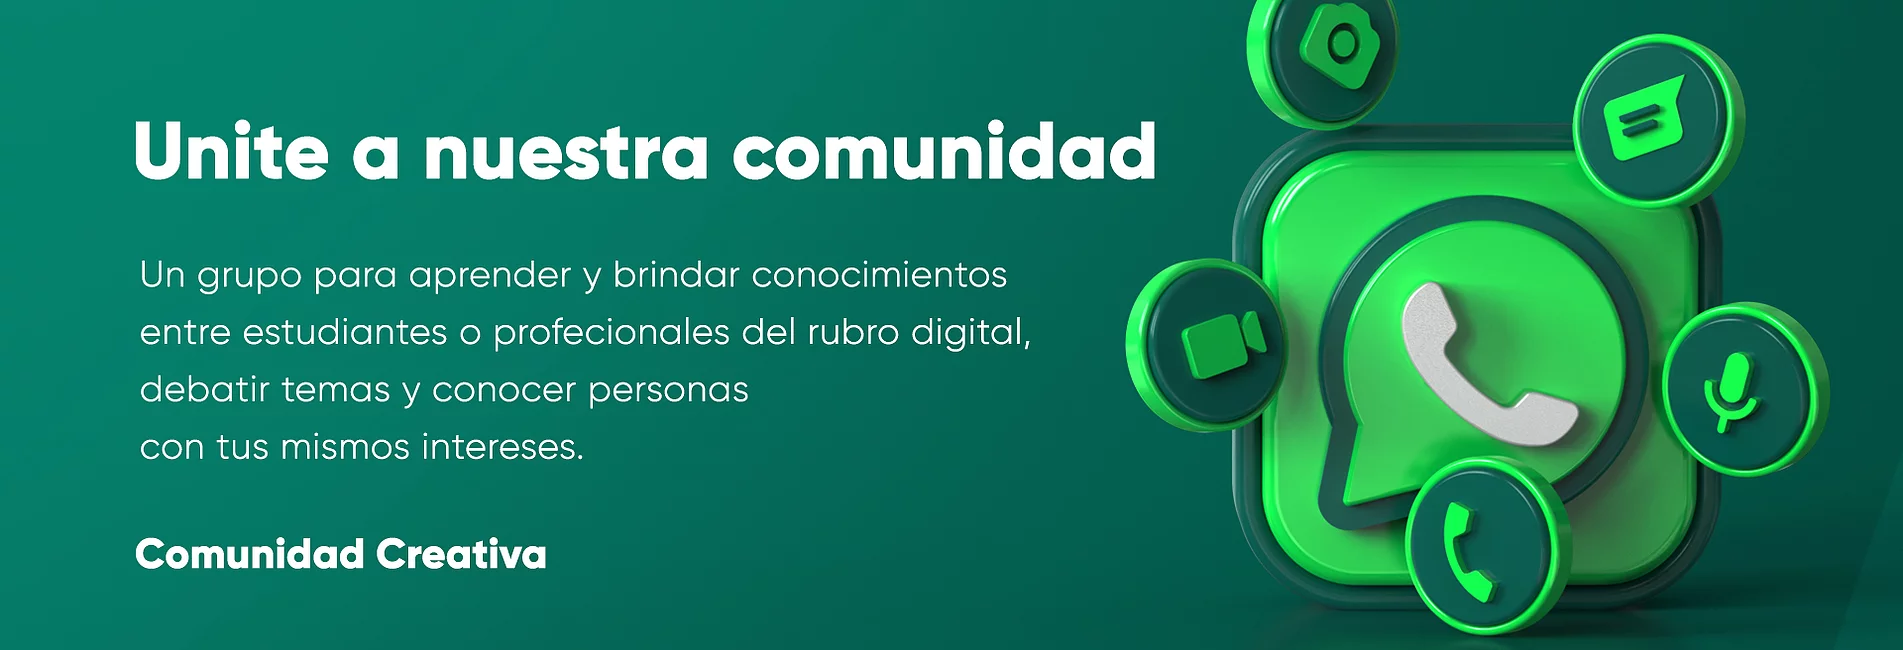 Unite a nuestra comunidad
Un grupo para aprender y brindar conocimientos
entre estudiantes o profecionales del rubro digital,
debatir temas y conocer personas
con tus mismos intereses.
Comunidad Creativa